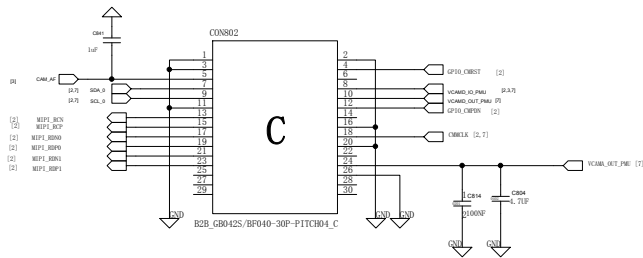 C841
1uF
CON802
[3] CAM_AF
[2,7] SDA_0
[2,7] SCL_0
[2] MIPI_RCN
[2] MIPI_RCP
[2] MIPI_RDN0
[2] MIPI_RDP0
[2] MIPI_RDN1
[2] MIPI_RDP1
1 2
3 4
5 6
7 8
9 10
11 12
13 14
15 16
17 18
19 20
21 22
23 24
25 26
27 28
29 30
C
GPIO_CMRST [2]
VCAMD_IO_PMU [2,3,7]
VCAMD_OUT_PMU [7]
GPIO_CMPDN [2]
CMMCLK [2,7]
VCAMA_OUT_PMU [7]
1 C814
2 100NF
C804
4.7UF
GND
GND
GND
GND
GND
B2B_GB042S/BF040-30P-PITCH04_C